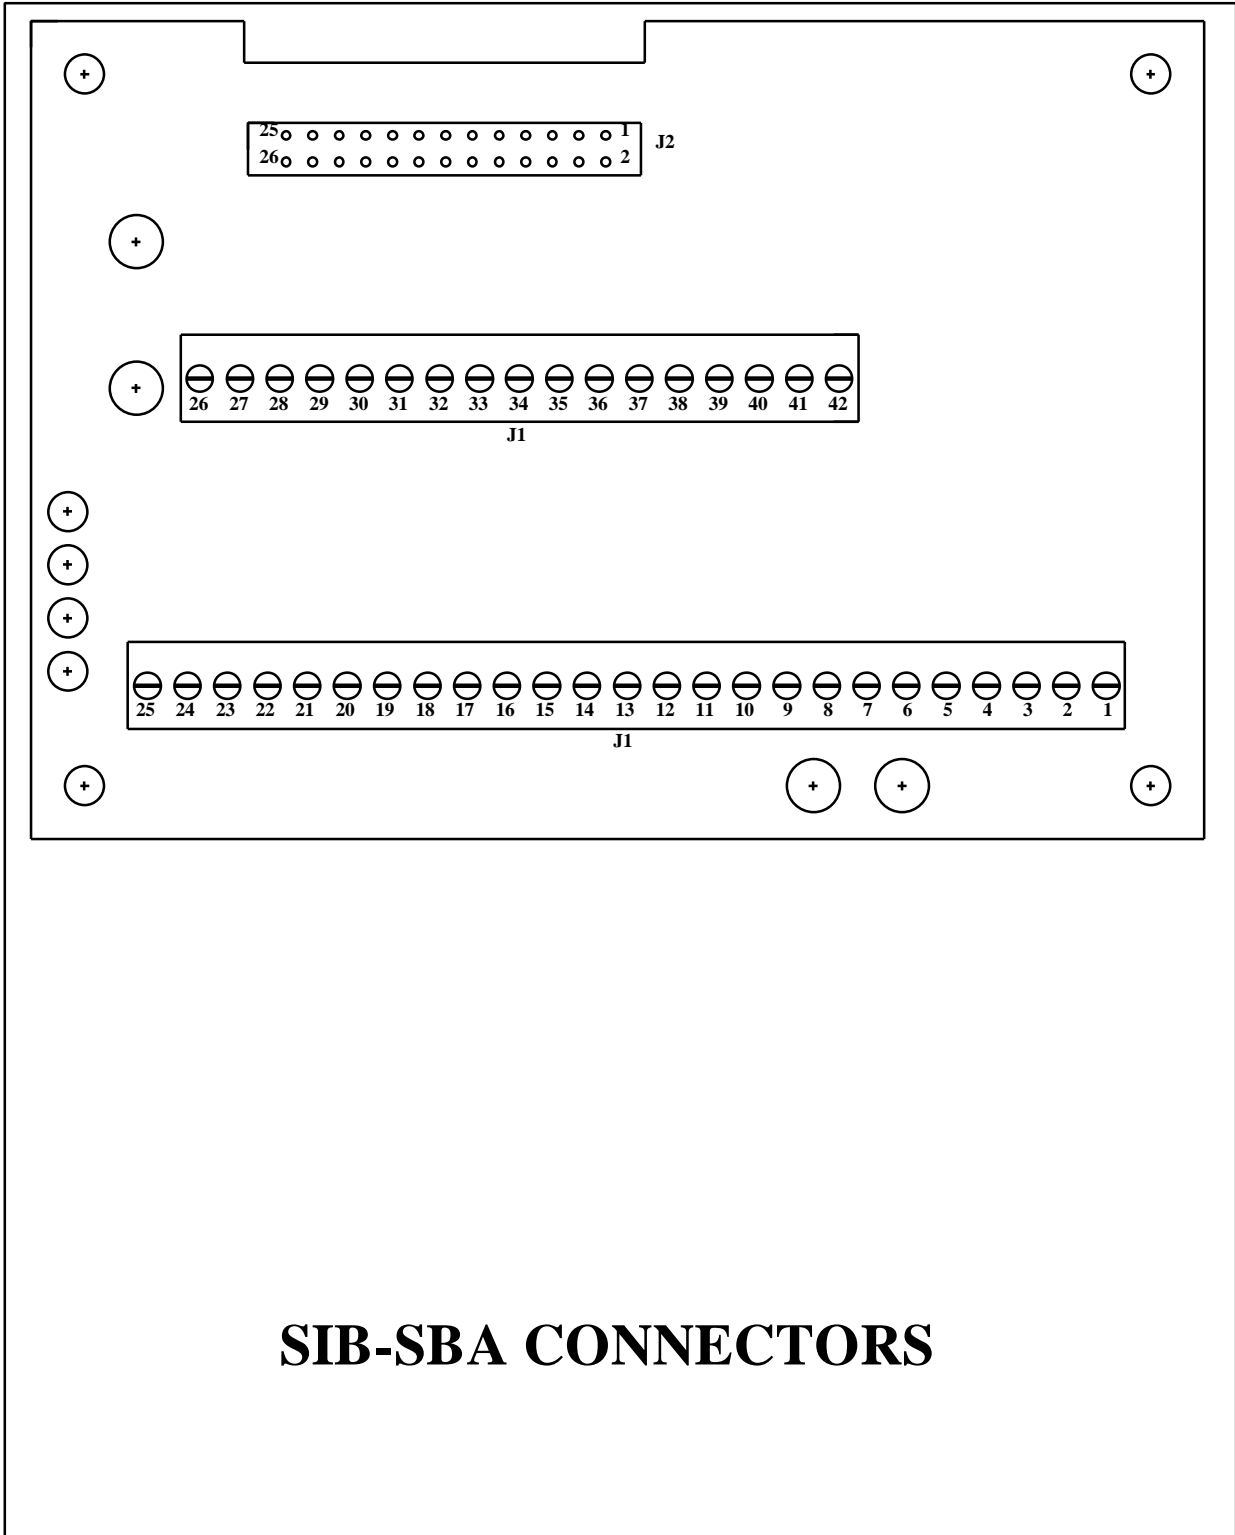 25 1
J2
26 2
26 27 28 29 30 31 32 33 34 35 36 37 38 39 40 41 42
J1
25 24 23 22 21 20 19 18 17 16 15 14 13 12 11 10 9 8 7 6 5 4 3 2 1
J1
SIB-SBA CONNECTORS